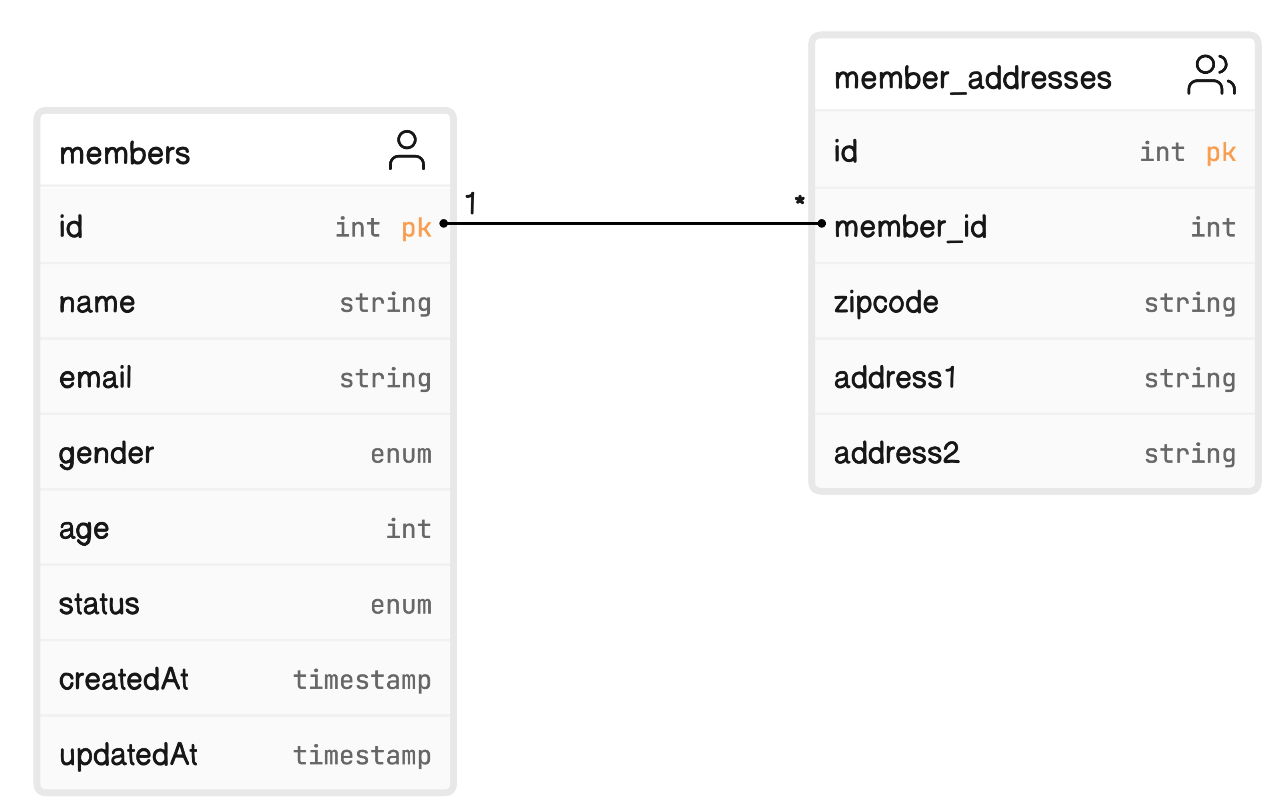 members
id int pk
name string
email string
gender enum
age int
status enum
createdAt timestamp
updatedAt timestamp
1
*
member_addresses
id int pk
member_id int
zipcode string
address1 string
address2 string